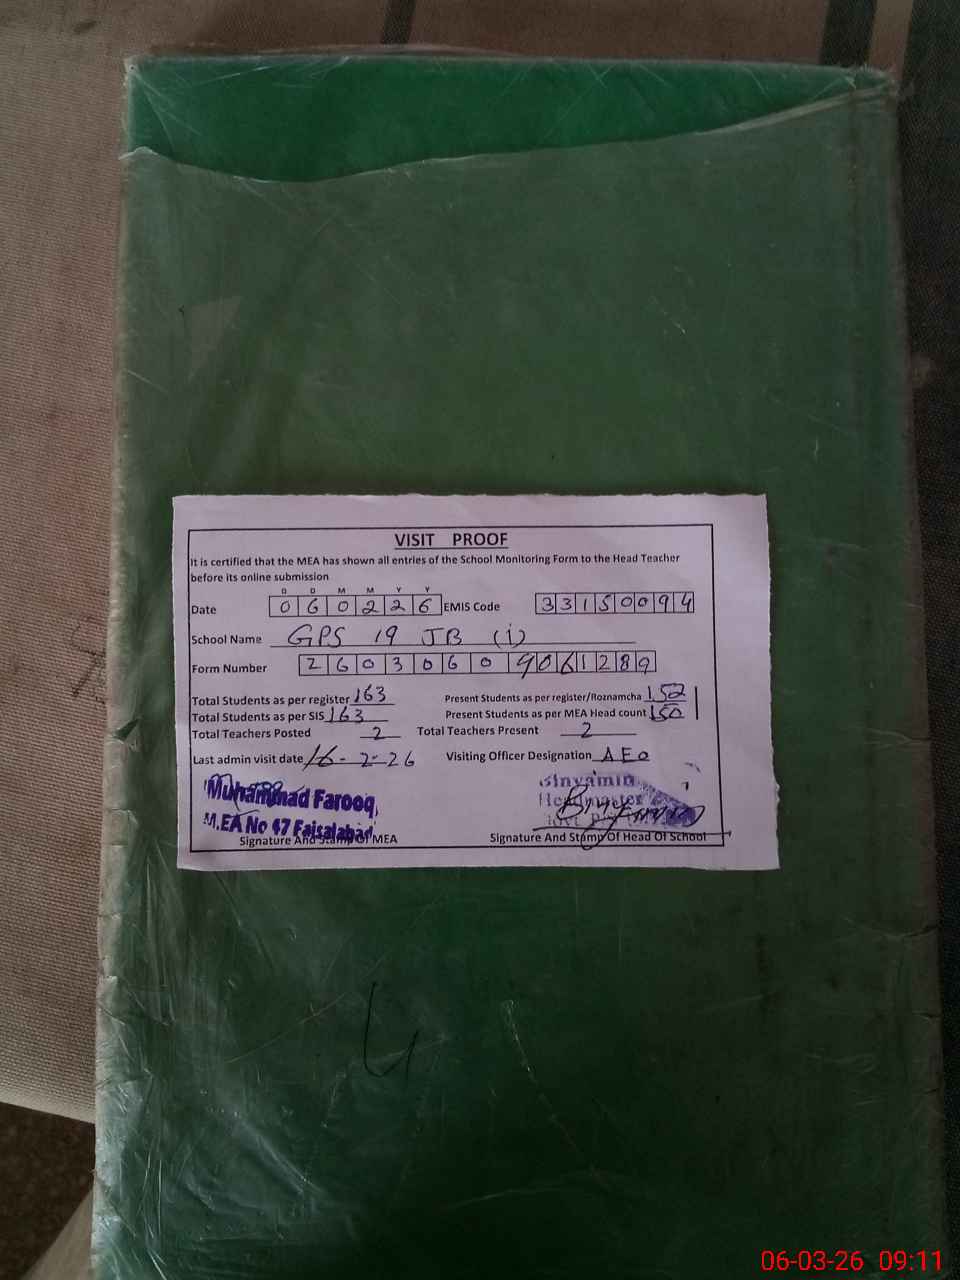 VISIT PROOF
It is certified that the MEA has shown all entries of the School Monitoring Form to the Head Teacher
before its online submission
D D M M Y Y
Date 0 6 0 2 2 6 EMIS Code 3 3 1 5 0 0 9 4
School Name GPS 19 JB (i)
Form Number 2 6 0 3 0 6 0 9 0 6 1 2 8 9
Total Students as per register 163 Present Students as per register/Roznamcha 152
Total Students as per SIS 163 Present Students as per MEA Head count 150
Total Teachers Posted 2 Total Teachers Present 2
Last admin visit date 16-2-26 Visiting Officer Designation AEO
Muhammad Farooq
M.EA No 47 Faisalabad
Binyamin
Headmaster
Signature And Stamp Of MEA Signature And Stamp Of Head Of School
06-03-26 09:11